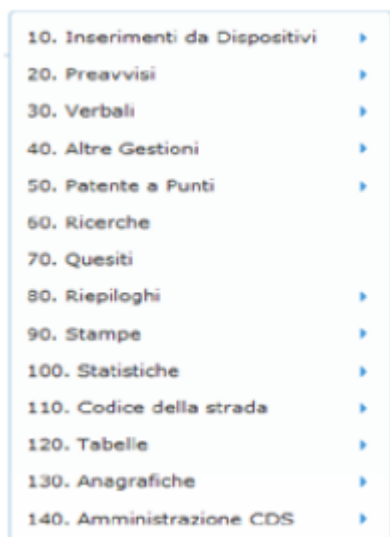 10. Inserimenti da Dispositivi
20. Preavvisi
30. Verbali
40. Altre Gestioni
50. Patente a Punti
60. Ricerche
70. Quesiti
80. Riepiloghi
90. Stampe
100. Statistiche
110. Codice della strada
120. Tabelle
130. Anagrafiche
140. Amministrazione CDS